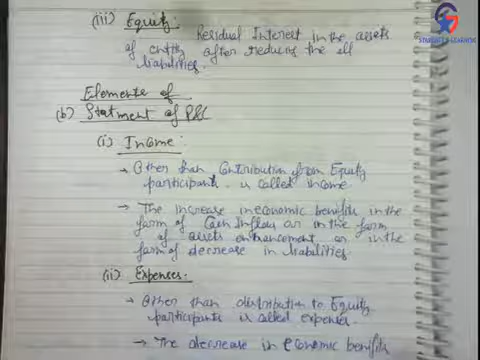 (iii) Equity:
Residual Interest in the assets
of entity after reducing the all
liabilities.
Elements of
(b) Statment of P&L
(i) Income:
→ Other than Contribution from Equity
participants is called income
→ The increase in economic benefits in the
form of Cash Inflow or in the form
of assets enhancement or in the
form of decrease in liabilities
(ii) Expenses.
→ Other than distribution to Equity
participants is called expenses.
→ The decrease in economic benefits